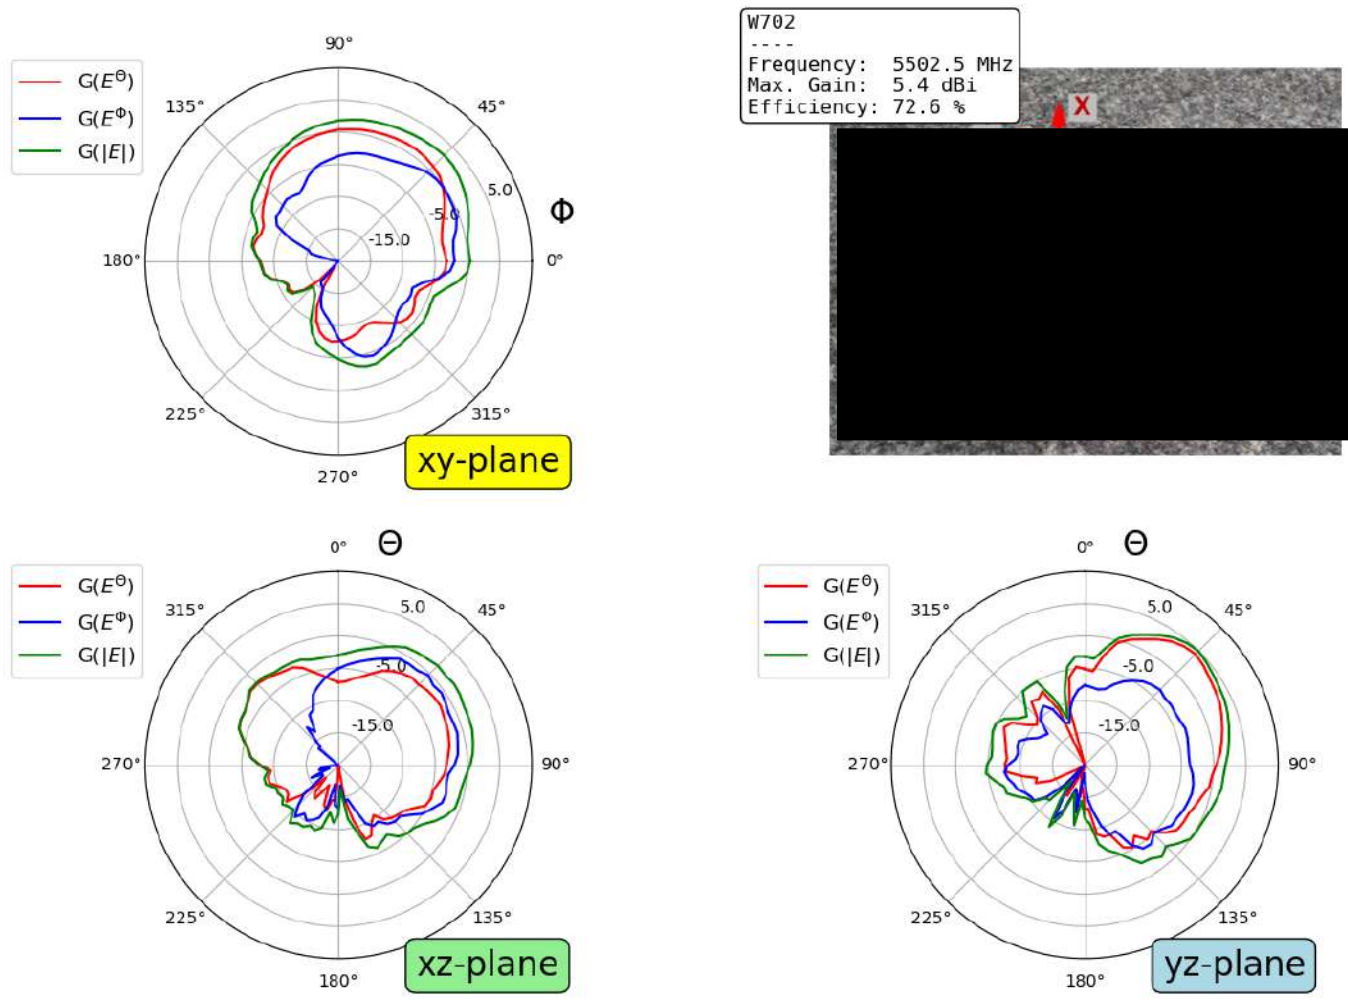 90°
G(E^Θ)
G(E^Φ)
G(|E|)
135°
45°
5.0
-5.0
-15.0
Φ
180°
0°
225°
315°
270°
xy-plane
W702
----
Frequency: 5502.5 MHz
Max. Gain: 5.4 dBi
Efficiency: 72.6 %
X
0°
Θ
G(E^Θ)
G(E^Φ)
G(|E|)
315°
5.0
45°
-5.0
-15.0
270°
90°
225°
135°
180°
xz-plane
0°
Θ
G(E^Θ)
G(E^Φ)
G(|E|)
315°
5.0
45°
-5.0
-15.0
270°
90°
225°
135°
180°
yz-plane